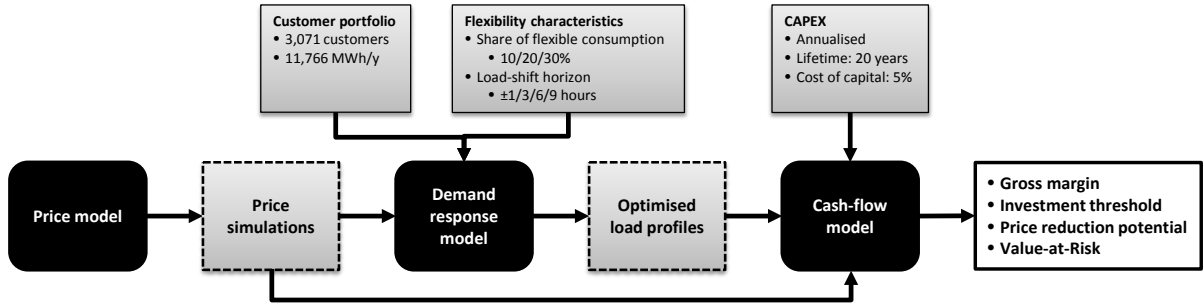 Customer portfolio
• 3,071 customers
• 11,766 MWh/y
Flexibility characteristics
• Share of flexible consumption
• 10/20/30%
• Load-shift horizon
• ±1/3/6/9 hours
CAPEX
• Annualised
• Lifetime: 20 years
• Cost of capital: 5%
Price model
Price
simulations
Demand
response
model
Optimised
load profiles
Cash-flow
model
• Gross margin
• Investment threshold
• Price reduction potential
• Value-at-Risk